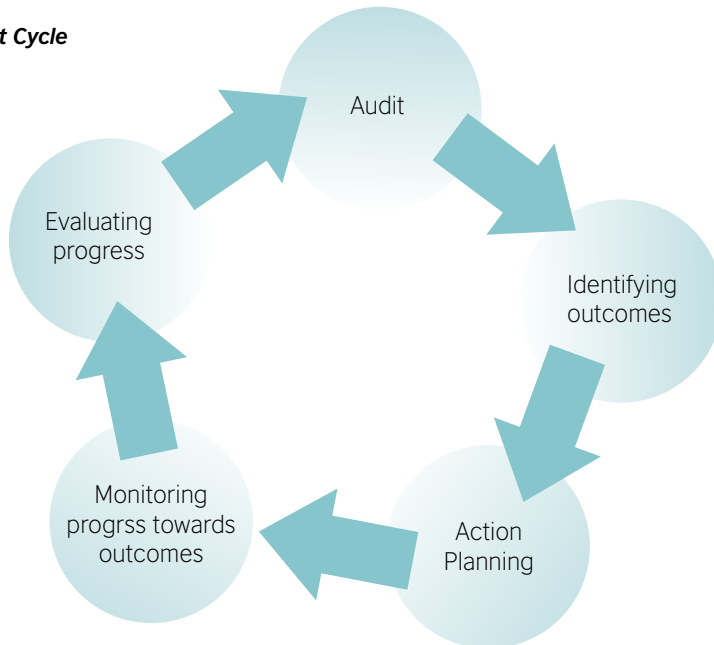 t Cycle
Audit
Identifying
outcomes
Action
Planning
Monitoring
progrss towards
outcomes
Evaluating
progress